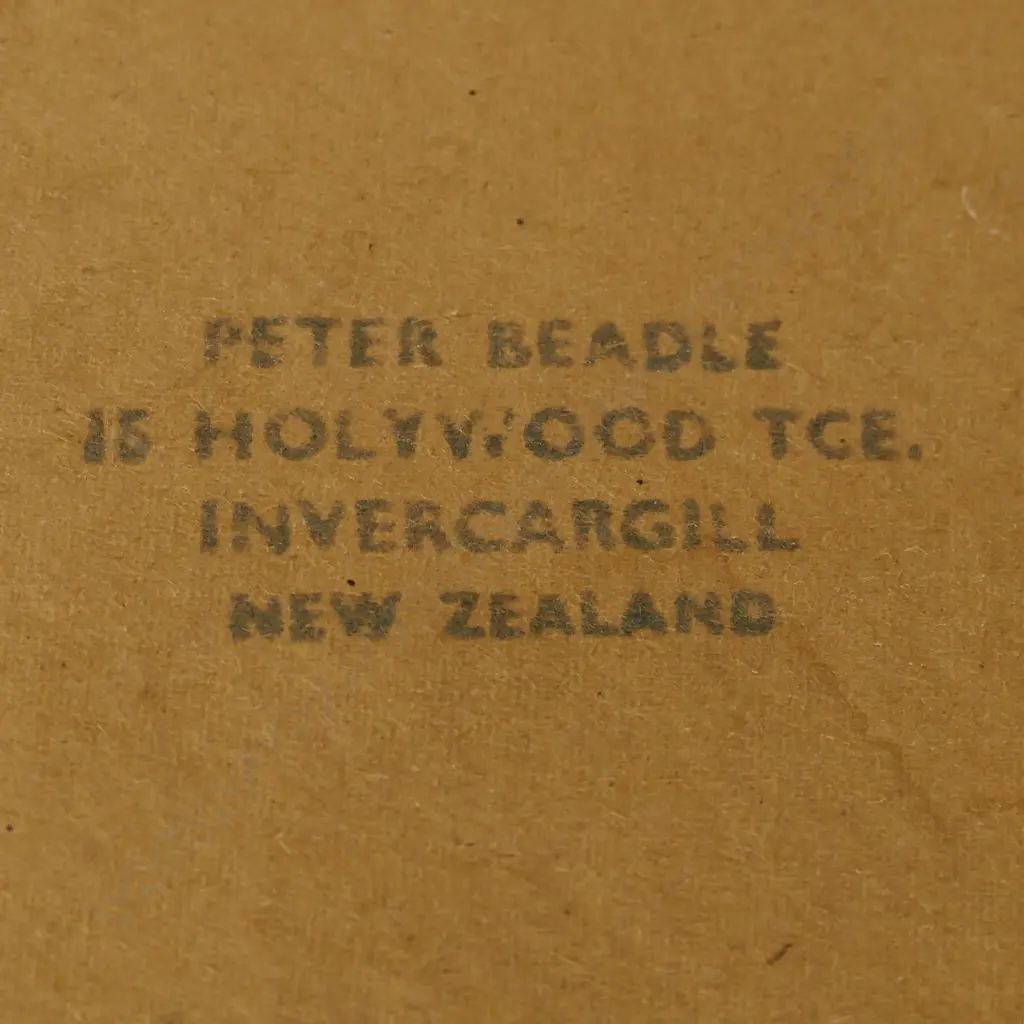 PETER BEADLE
15 HOLYWOOD TCE.
INVERCARGILL
NEW ZEALAND